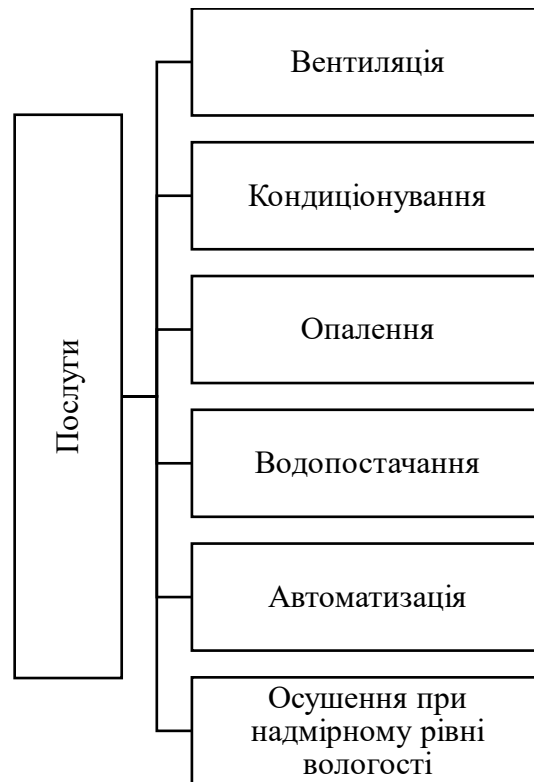 Послуги
Вентиляція
Кондиціонування
Опалення
Водопостачання
Автоматизація
Осушення при
надмірному рівні
вологості